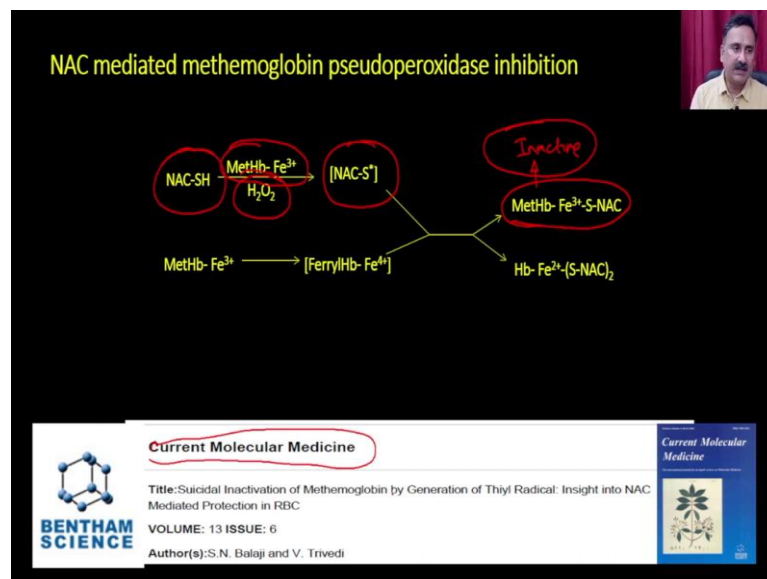 NAC mediated methemoglobin pseudoperoxidase inhibition
Inactive
NAC-SH
MetHb- Fe³⁺
H₂O₂
[NAC-S*]
MetHb- Fe³⁺-S-NAC
MetHb- Fe³⁺
[FerrylHb- Fe⁴⁺]
Hb- Fe²⁺-(S-NAC)₂
BENTHAM
SCIENCE
Current Molecular Medicine
Title:Suicidal Inactivation of Methemoglobin by Generation of Thiyl Radical: Insight into NAC
Mediated Protection in RBC
VOLUME: 13 ISSUE: 6
Author(s):S.N. Balaji and V. Trivedi
Current Molecular
Medicine